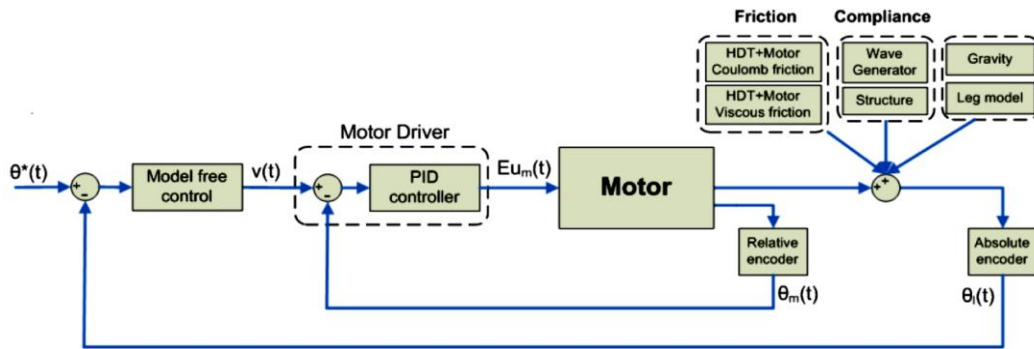 Friction
Compliance
HDT+Motor
Coulomb friction
HDT+Motor
Viscous friction
Wave
Generator
Structure
Gravity
Leg model
Motor Driver
θ*(t)
+
-
Model free
control
v(t)
+
-
PID
controller
Euₘ(t)
Motor
+
+
Relative
encoder
Absolute
encoder
θₘ(t)
θₗ(t)